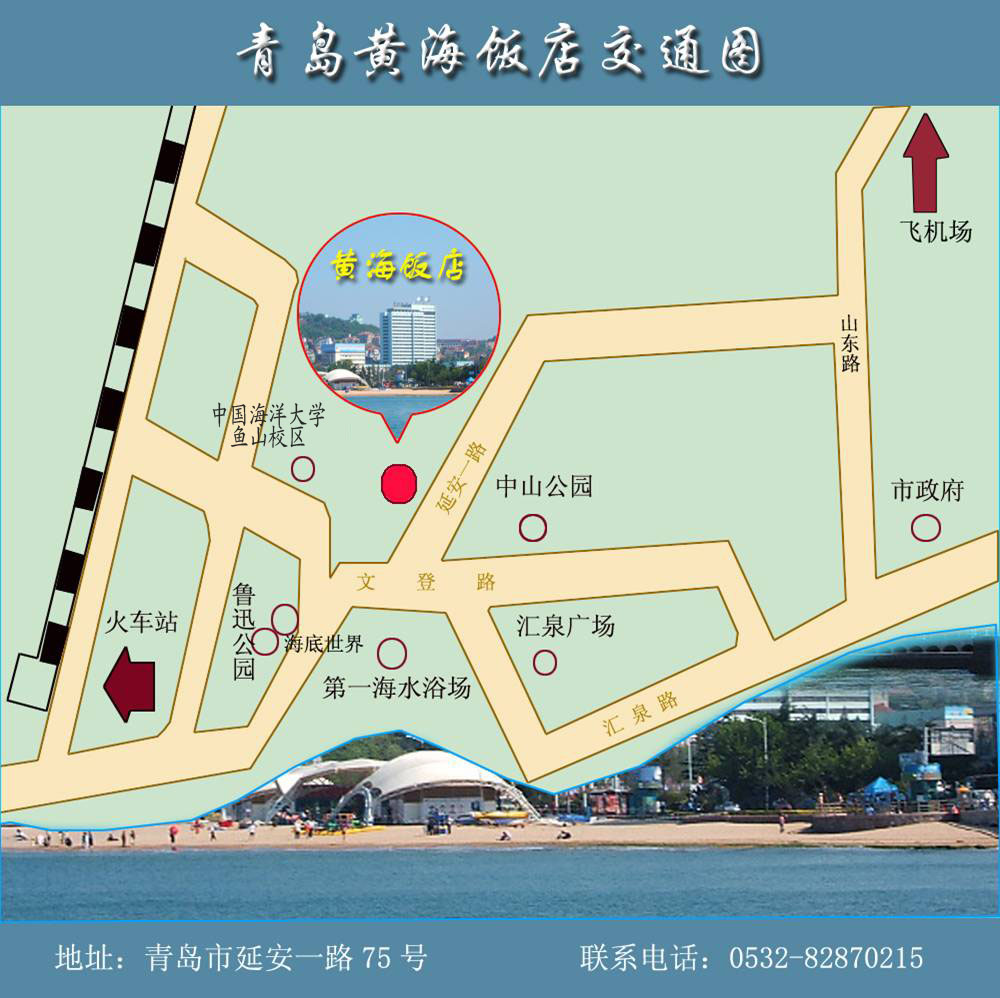 青岛黄海饭店交通图
飞机场
黄海饭店
山东路
中国海洋大学
鱼山校区
延安一路
中山公园
市政府
文登路
鲁迅公园
火车站
海底世界
汇泉广场
第一海水浴场
汇泉路
地址：青岛市延安一路 75 号
联系电话：0532-82870215